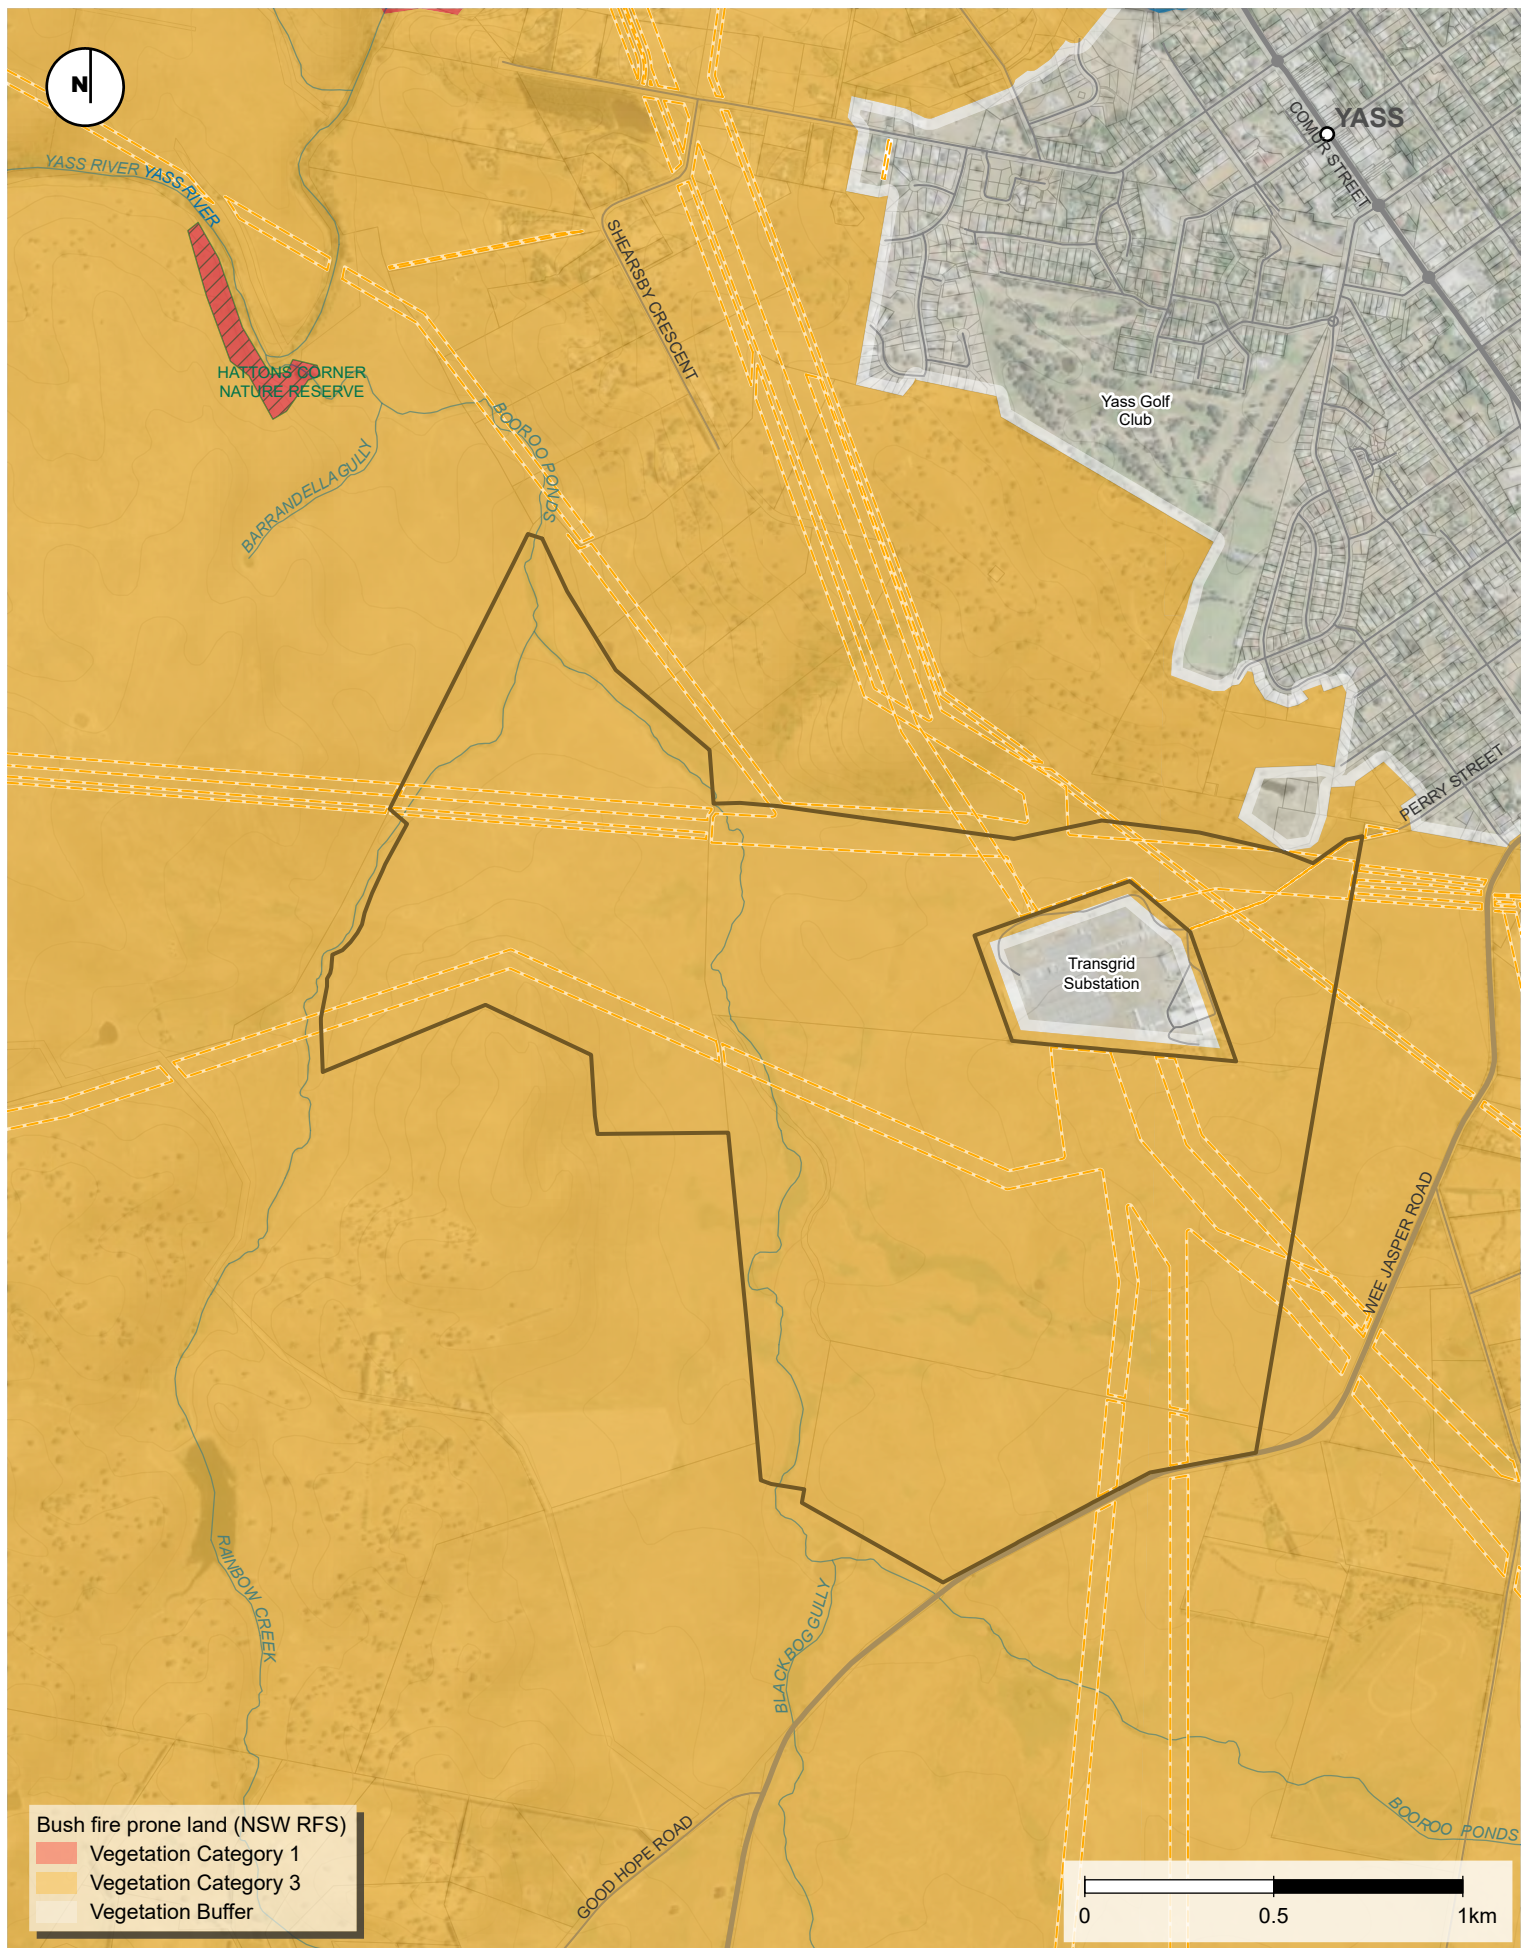 N
YASS
COMUR STREET
YASS RIVER
YASS RIVER
SHEARSBY CRESCENT
HATTONS CORNER
NATURE RESERVE
Yass Golf
Club
BOOROO PONDS
BARRANDELLA GULLY
PERRY STREET
Transgrid
Substation
WEE JASPER ROAD
RAINBOW CREEK
BLACK BOG GULLY
BOOROO PONDS
GOOD HOPE ROAD
Bush fire prone land (NSW RFS)
Vegetation Category 1
Vegetation Category 3
Vegetation Buffer
0
0.5
1km